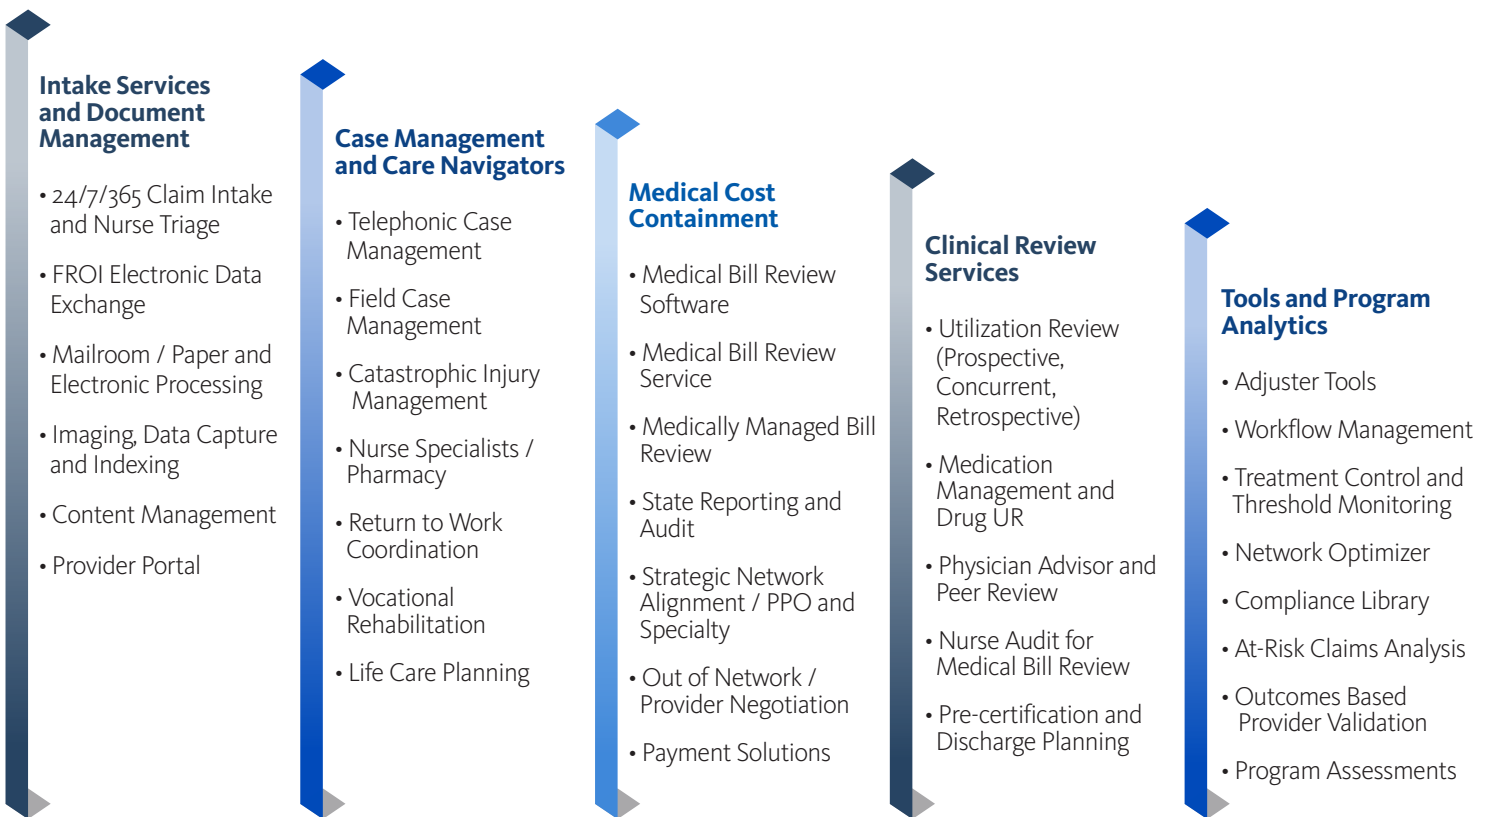 Intake Services
and Document
Management
• 24/7/365 Claim Intake
and Nurse Triage
• FROI Electronic Data
Exchange
• Mailroom / Paper and
Electronic Processing
• Imaging, Data Capture
and Indexing
• Content Management
• Provider Portal
Case Management
and Care Navigators
• Telephonic Case
Management
• Field Case
Management
• Catastrophic Injury
Management
• Nurse Specialists /
Pharmacy
• Return to Work
Coordination
• Vocational
Rehabilitation
• Life Care Planning
Medical Cost
Containment
• Medical Bill Review
Software
• Medical Bill Review
Service
• Medically Managed Bill
Review
• State Reporting and
Audit
• Strategic Network
Alignment / PPO and
Specialty
• Out of Network /
Provider Negotiation
• Payment Solutions
Clinical Review
Services
• Utilization Review
(Prospective,
Concurrent,
Retrospective)
• Medication
Management and
Drug UR
• Physician Advisor and
Peer Review
• Nurse Audit for
Medical Bill Review
• Pre-certification and
Discharge Planning
Tools and Program
Analytics
• Adjuster Tools
• Workflow Management
• Treatment Control and
Threshold Monitoring
• Network Optimizer
• Compliance Library
• At-Risk Claims Analysis
• Outcomes Based
Provider Validation
• Program Assessments